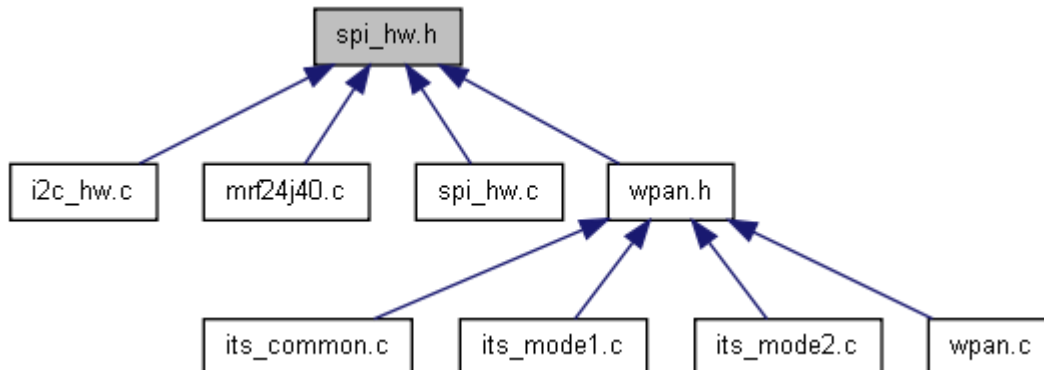 spi_hw.h
i2c_hw.c
mrf24j40.c
spi_hw.c
wpan.h
its_common.c
its_mode1.c
its_mode2.c
wpan.c